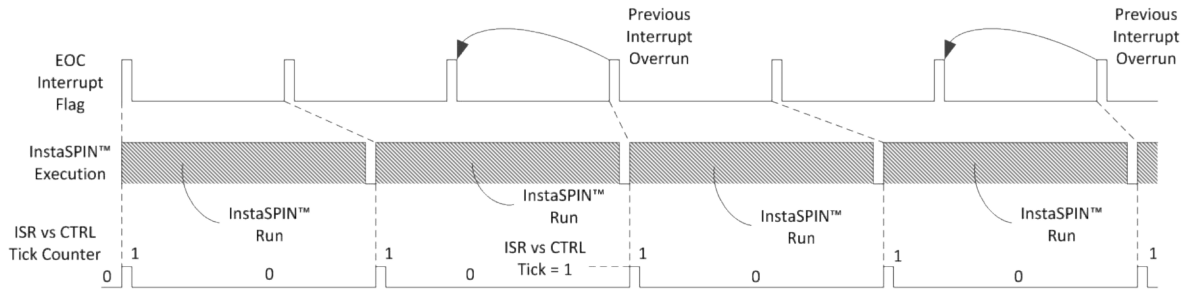 Previous
Interrupt
Overrun
Previous
Interrupt
Overrun
EOC
Interrupt
Flag
InstaSPIN™
Execution
InstaSPIN™
Run
InstaSPIN™
Run
InstaSPIN™
Run
InstaSPIN™
Run
ISR vs CTRL
Tick Counter
ISR vs CTRL
Tick = 1
0 1 0 1 0 1 0 1 0 1